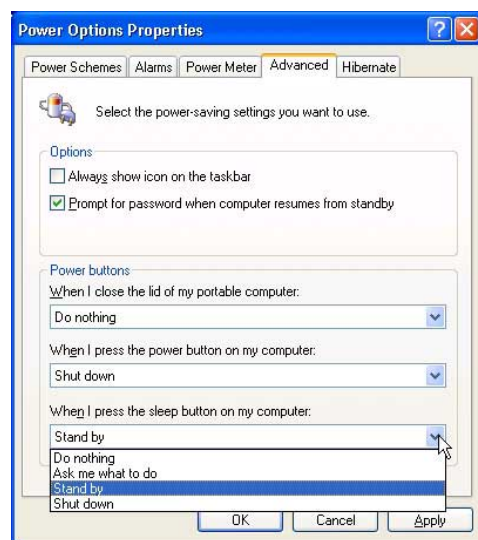 Power Options Properties
Power Schemes Alarms Power Meter Advanced Hibernate
Select the power-saving settings you want to use.
Options
Always show icon on the taskbar
Prompt for password when computer resumes from standby
Power buttons
When I close the lid of my portable computer:
Do nothing
When I press the power button on my computer:
Shut down
When I press the sleep button on my computer:
Stand by
Do nothing
Ask me what to do
Stand by
Shut down
OK Cancel Apply